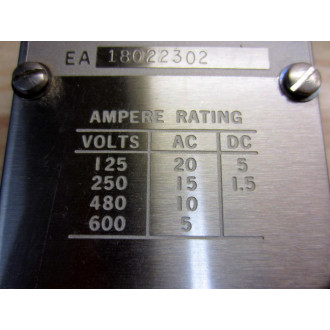 EA 18022302
AMPERE RATING
VOLTS AC DC
125 20 5
250 15 1.5
480 10
600 5